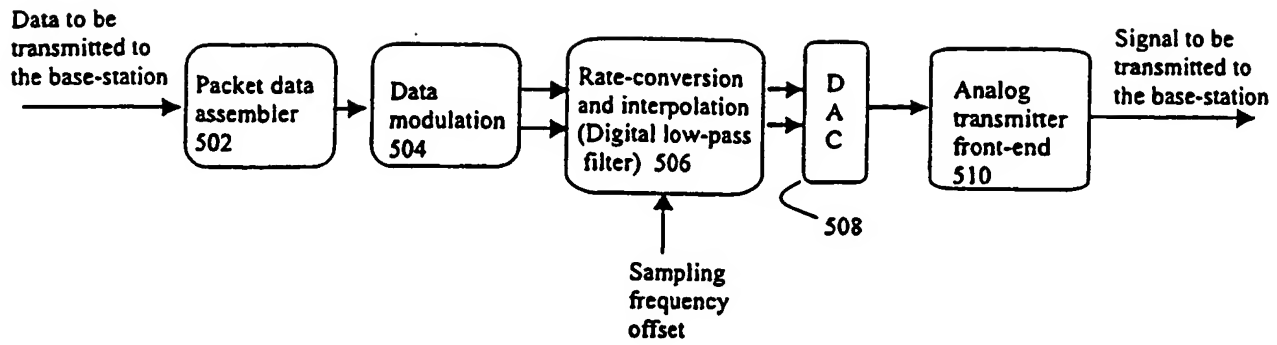 Data to be
transmitted to
the base-station
Packet data
assembler
502
Data
modulation
504
Rate-conversion
and interpolation
(Digital low-pass
filter) 506
D
A
C
508
Analog
transmitter
front-end
510
Signal to be
transmitted to
the base-station
Sampling
frequency
offset